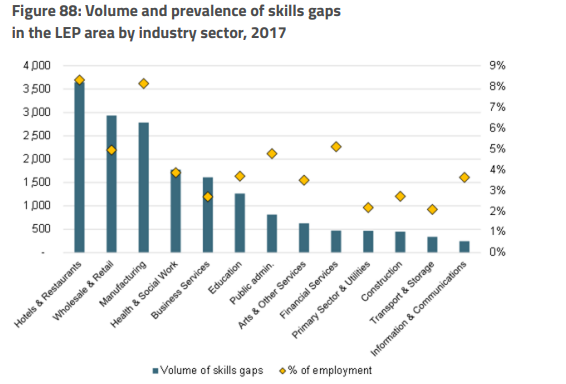 Figure 88: Volume and prevalence of skills gaps
in the LEP area by industry sector, 2017
4,000
3,500
3,000
2,500
2,000
1,500
1,000
500
-
9%
8%
7%
6%
5%
4%
3%
2%
1%
0%
Hotels & Restaurants
Wholesale & Retail
Manufacturing
Health & Social Work
Business Services
Education
Public admin.
Arts & Other Services
Financial Services
Primary Sector & Utilities
Construction
Transport & Storage
Information & Communications
Volume of skills gaps
% of employment